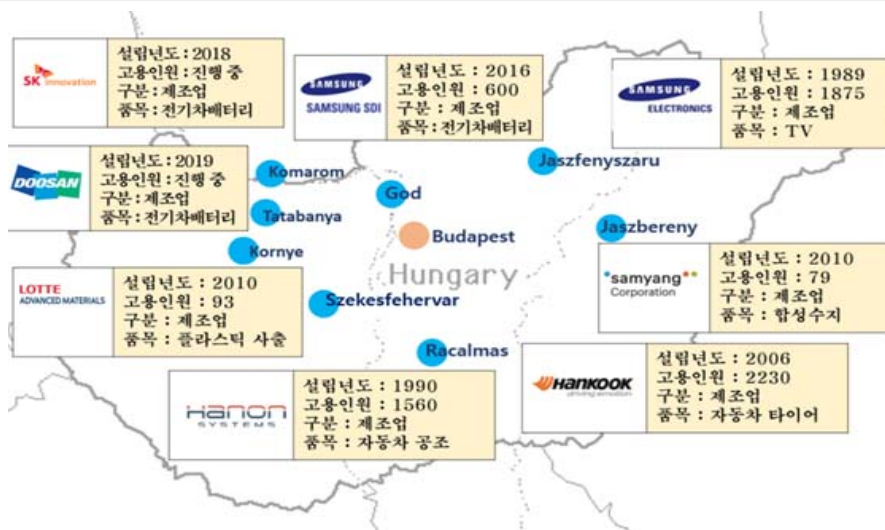 SK innovation
설립년도:2018
고용인원:진행 중
구분:제조업
품목:전기차배터리
SAMSUNG
SAMSUNG SDI
설립년도:2016
고용인원:600
구분 : 제조업
품목:전기차배터리
SAMSUNG
ELECTRONICS
설립년도 : 1989
고용인원 : 1875
구분 : 제조업
품목 : TV
DOOSAN
설립년도:2019
고용인원:진행 중
구분:제조업
품목:전기차배터리
Komarom
Tatabanya
Kornye
God
Budapest
Hungary
Jaszfenyszaru
Jaszbereny
Szekesfehervar
Racalmas
LOTTE
ADVANCED MATERIALS
설립년도 : 2010
고용인원 : 93
구분 : 제조업
품목 : 플라스틱 사출
samyang
Corporation
설립년도 : 2010
고용인원 : 79
구분 : 제조업
품목 : 합성수지
Hanon
SYSTEMS
설립년도 : 1990
고용인원 : 1560
구분 : 제조업
품목 : 자동차 공조
HANKOOK
driving emotion
설립년도 : 2006
고용인원 : 2230
구분 : 제조업
품목 : 자동차 타이어